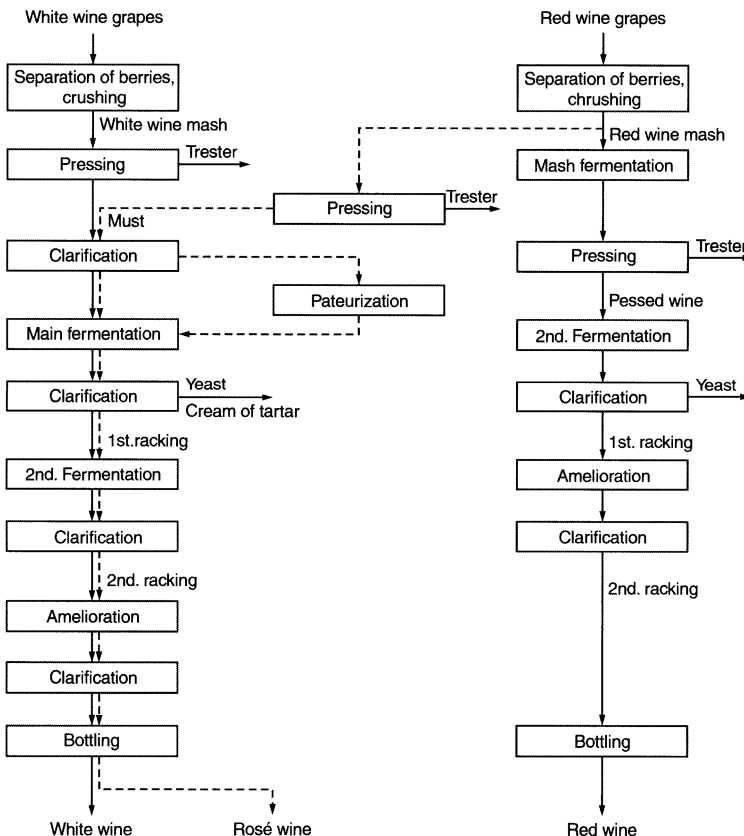 White wine grapes
Separation of berries,
crushing
White wine mash
Pressing
Trester
Must
Clarification
Main fermentation
Clarification
Yeast
Cream of tartar
1st.racking
2nd. Fermentation
Clarification
2nd. racking
Amelioration
Clarification
Bottling
White wine
Rosé wine
Pressing
Trester
Pateurization
Red wine grapes
Separation of berries,
chrushing
Red wine mash
Mash fermentation
Pressing
Trester
Pessed wine
2nd. Fermentation
Clarification
Yeast
1st. racking
Amelioration
Clarification
2nd. racking
Bottling
Red wine